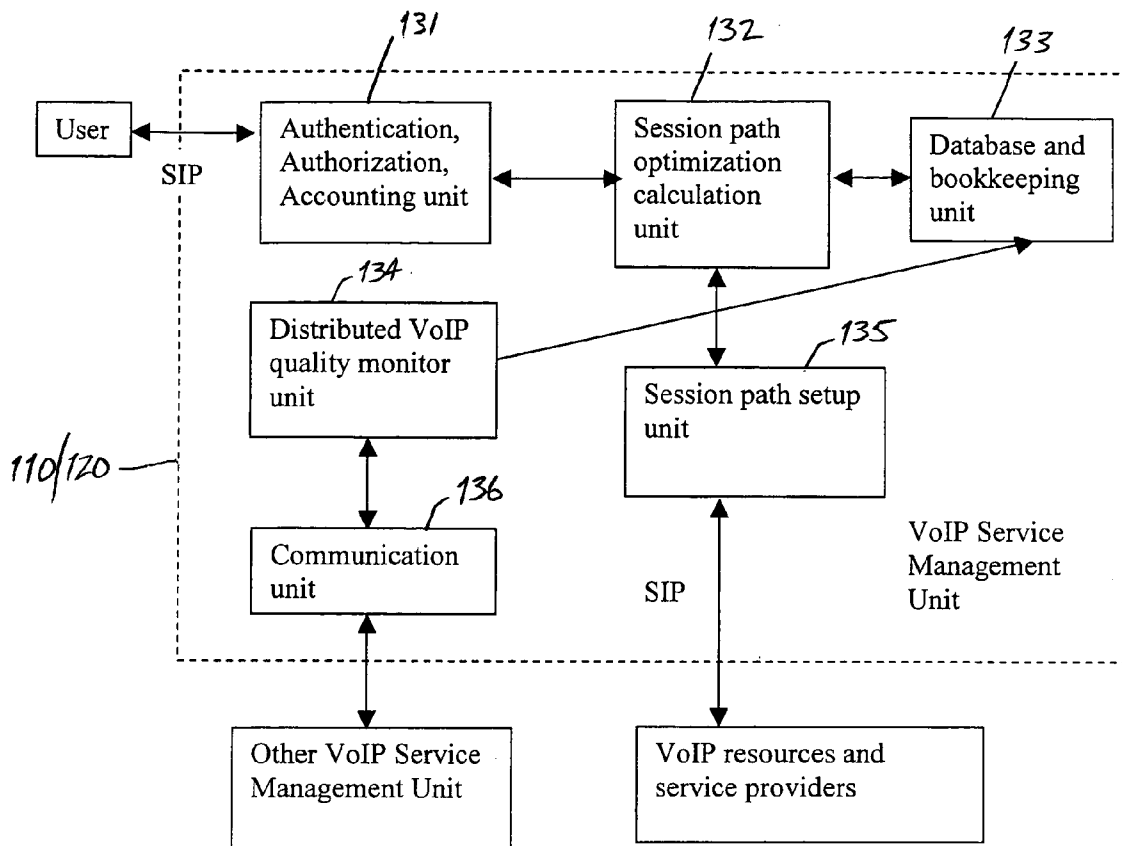 131
132
133
User
SIP
Authentication,
Authorization,
Accounting unit
Session path
optimization
calculation
unit
Database and
bookkeeping
unit
134
Distributed VoIP
quality monitor
unit
135
Session path setup
unit
110/120
136
Communication
unit
SIP
VoIP Service
Management
Unit
Other VoIP Service
Management Unit
VoIP resources and
service providers